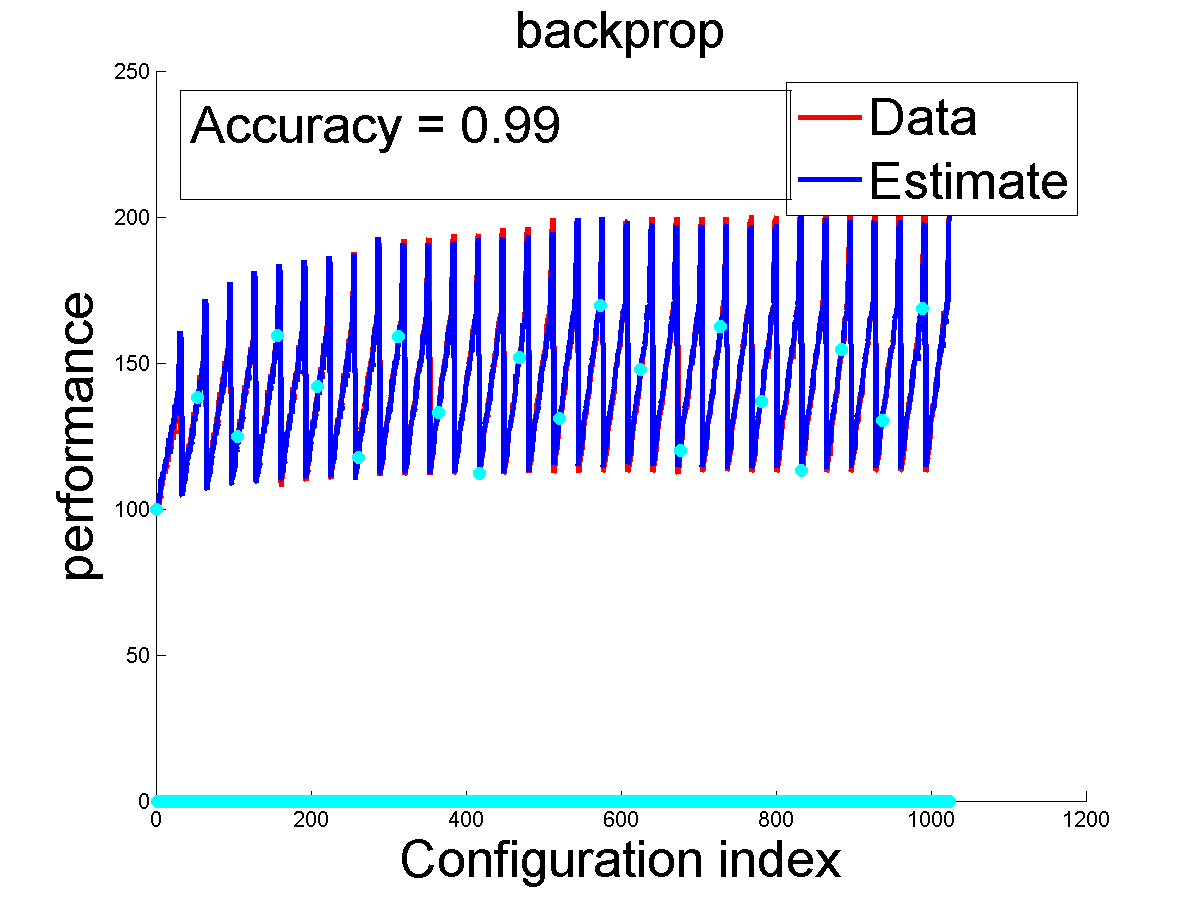 backprop
250
Accuracy = 0.99
Data
Estimate
200
150
100
50
0
performance
0 200 400 600 800 1000 1200
Configuration index